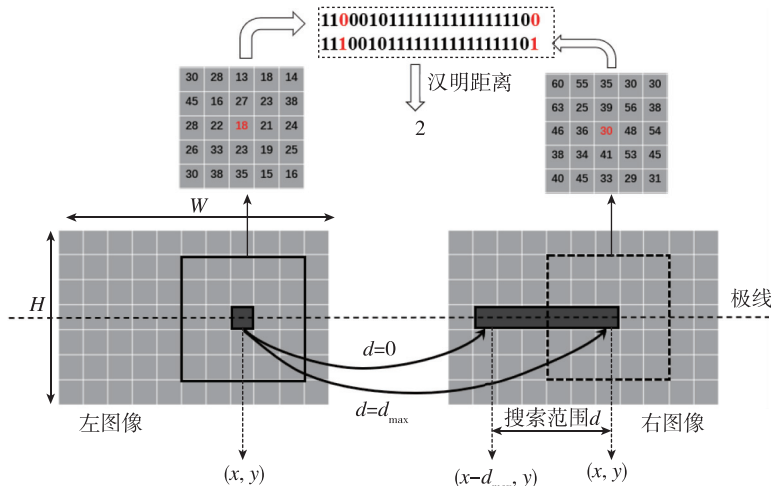 110001011111111111111100
111001011111111111111101
汉明距离
2
30 28 13 18 14
45 16 27 23 38
28 22 18 21 24
26 33 23 19 25
30 38 35 15 16
60 55 35 30 30
63 25 39 56 38
46 36 30 48 54
38 34 41 53 45
40 45 33 29 31
W
H
极线
d=0
d=dmax
左图像
搜索范围d
右图像
(x, y)
(x-dmax, y)
(x, y)